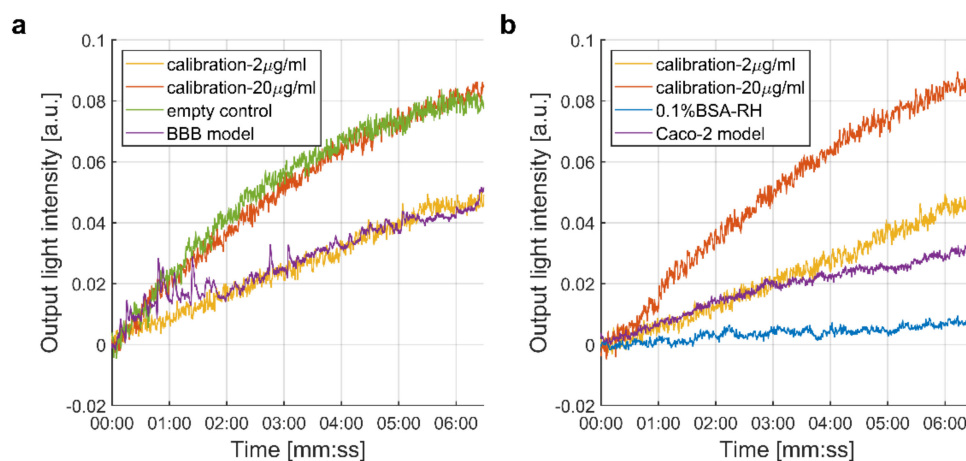 a
Output light intensity [a.u.]
0.1
0.08
0.06
0.04
0.02
0
-0.02
calibration-2μg/ml
calibration-20μg/ml
empty control
BBB model
00:00 01:00 02:00 03:00 04:00 05:00 06:00
Time [mm:ss]
b
Output light intensity [a.u.]
0.1
0.08
0.06
0.04
0.02
0
-0.02
calibration-2μg/ml
calibration-20μg/ml
0.1%BSA-RH
Caco-2 model
00:00 01:00 02:00 03:00 04:00 05:00 06:00
Time [mm:ss]